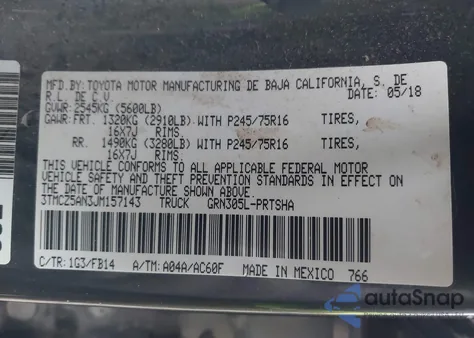 MFD.BY: TOYOTA MOTOR MANUFACTURING DE BAJA CALIFORNIA, S. DE
R.L. DE C.V. DATE: 05/18
GVWR: 2545KG (5600LB)
GAWR: FRT. 1320KG (2910LB) WITH P245/75R16 TIRES,
16X7J RIMS.
RR. 1490KG (3280LB) WITH P245/75R16 TIRES,
16X7J RIMS.
THIS VEHICLE CONFORMS TO ALL APPLICABLE FEDERAL MOTOR
VEHICLE SAFETY AND THEFT PREVENTION STANDARDS IN EFFECT ON
THE DATE OF MANUFACTURE SHOWN ABOVE.
3TMCZ5AN3JM157143 TRUCK GRN305L-PRTSHA
C/TR: 1G3/FB14 A/TM: A04A/AC60F MADE IN MEXICO 766
autoSnap